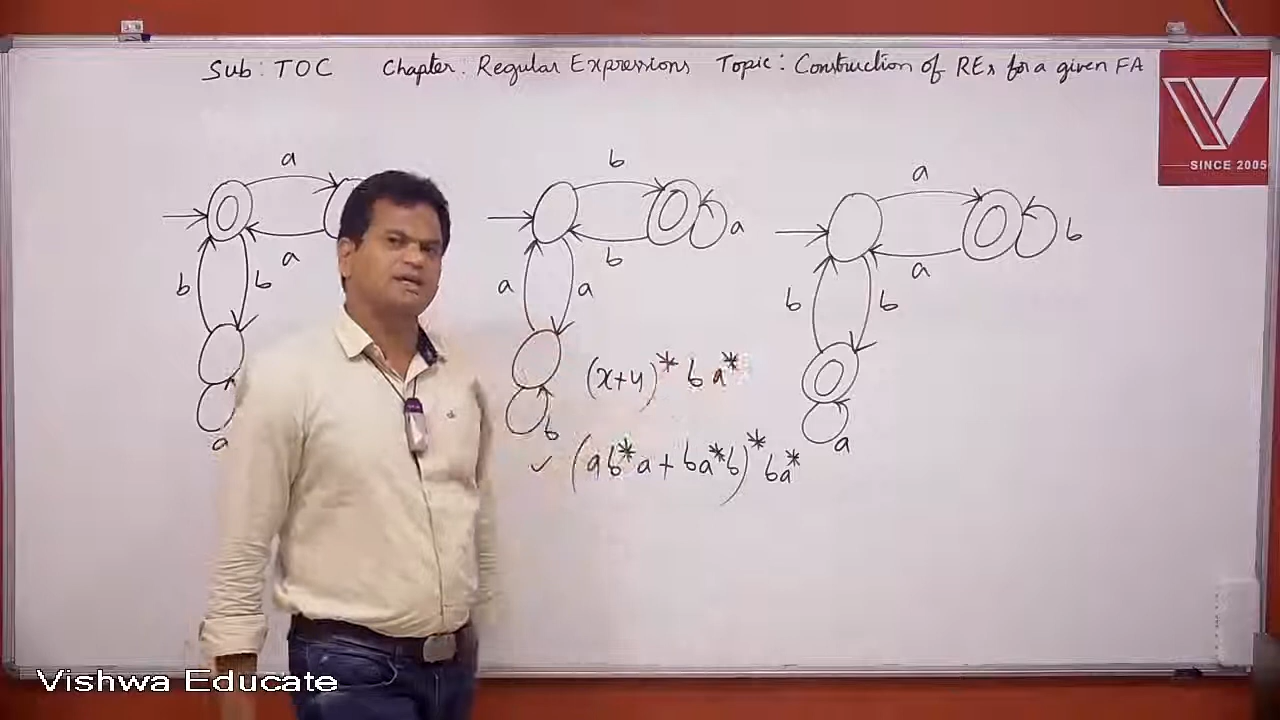 Sub : TOC Chapter : Regular Expressions Topic : Construction of REs for a given FA
SINCE 2005
a
a
b b
a
b
b
a
a a
b
a
a
b
b b
a
(x+y)* b a*
✓ (ab*a + ba*b)* ba*
Vishwa Educate